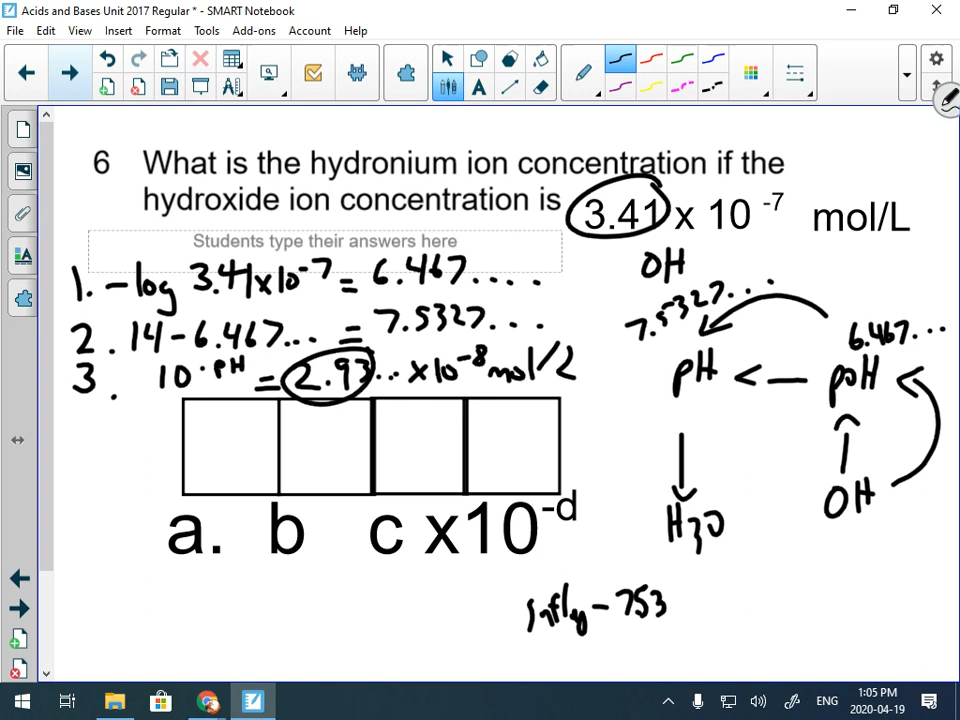 Acids and Bases Unit 2017 Regular * - SMART Notebook
File Edit View Insert Format Tools Add-ons Account Help
6 What is the hydronium ion concentration if the
hydroxide ion concentration is 3.41 x 10 -7 mol/L
Students type their answers here
OH
1. -log 3.41x10-7 = 6.467....
7.5327...
2. 14-6.467... = 7.5327...
6.467...
3. 10-pH = 2.93... x10-8 mol/L
pH <- pOH
a. b c x10-d
H3O
OH
- 753
ENG
1:05 PM
2020-04-19